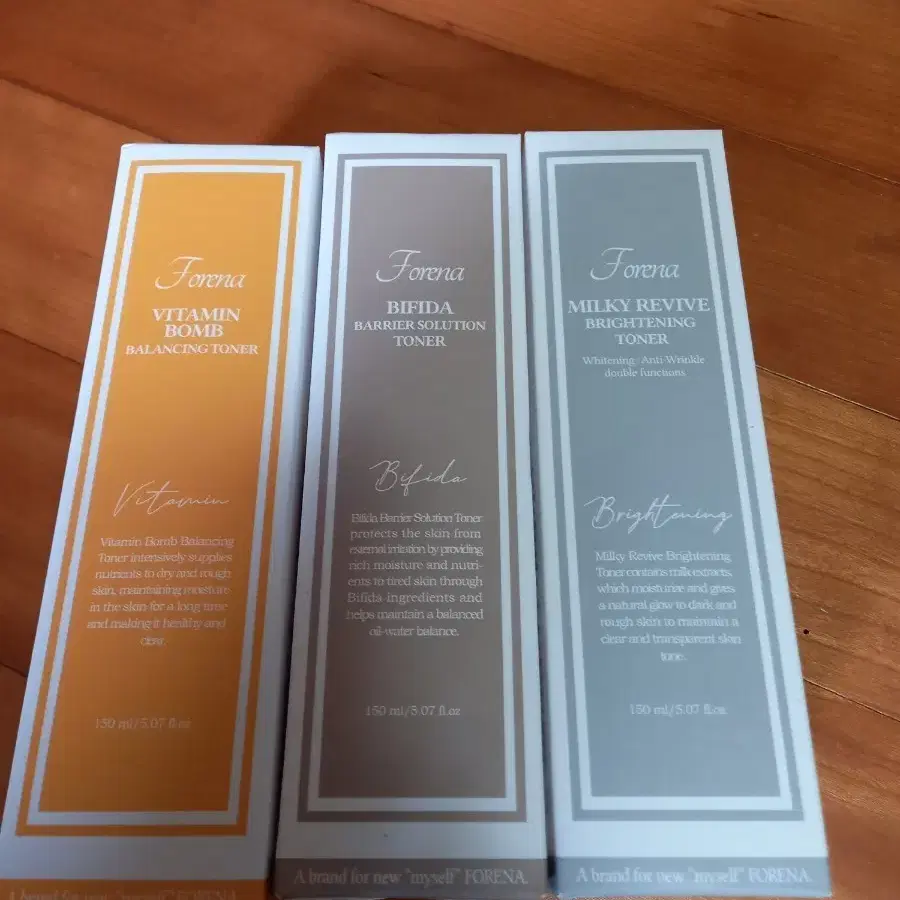 Forena
VITAMIN
BOMB
BALANCING TONER
Vitamin
Vitamin Bomb Balancing
Toner intensively supplies
nutrients to dry and rough
skin, maintaining moisture
in the skin for a long time
and making it healthy and
clear.
150 ml/5.07 fl.oz
A brand for new "myself" FORENA
Forena
BIFIDA
BARRIER SOLUTION
TONER
Bifida
Bifida Barrier Solution Toner
protects the skin from
external irritation by providing
rich moisture and nutri-
ents to tired skin through
Bifida ingredients and
helps maintain a balanced
oil-water balance.
150 ml/5.07 fl.oz
A brand for new "myself" FORENA
Forena
MILKY REVIVE
BRIGHTENING
TONER
Whitening/Anti-Wrinkle
double functions
Brightening
Milky Revive Brightening
Toner contains milk extracts,
which moisturize and gives
a natural glow to dark and
rough skin to maintain a
clear and transparent skin
tone.
150 ml/5.07 fl.oz
A brand for new "myself" FORENA